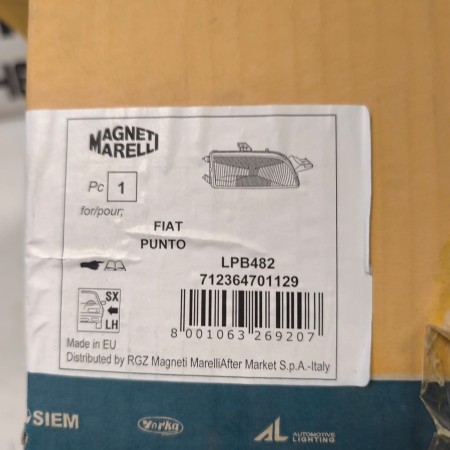 MAGNETI
MARELLI
Pc 1
for/pour;
FIAT
PUNTO
LPB482
712364701129
SX
LH
8 001063 269207
Made in EU
Distributed by RGZ Magneti MarelliAfter Market S.p.A.-Italy
SIEM
Yorka
AL AUTOMOTIVE
LIGHTING